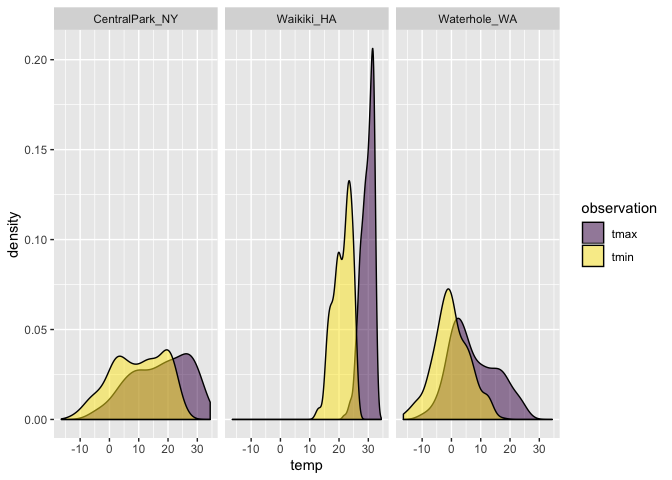 CentralPark_NY Waikiki_HA Waterhole_WA
0.20
0.15
0.10
0.05
0.00
density
-10 0 10 20 30 -10 0 10 20 30 -10 0 10 20 30
temp
observation
tmax
tmin